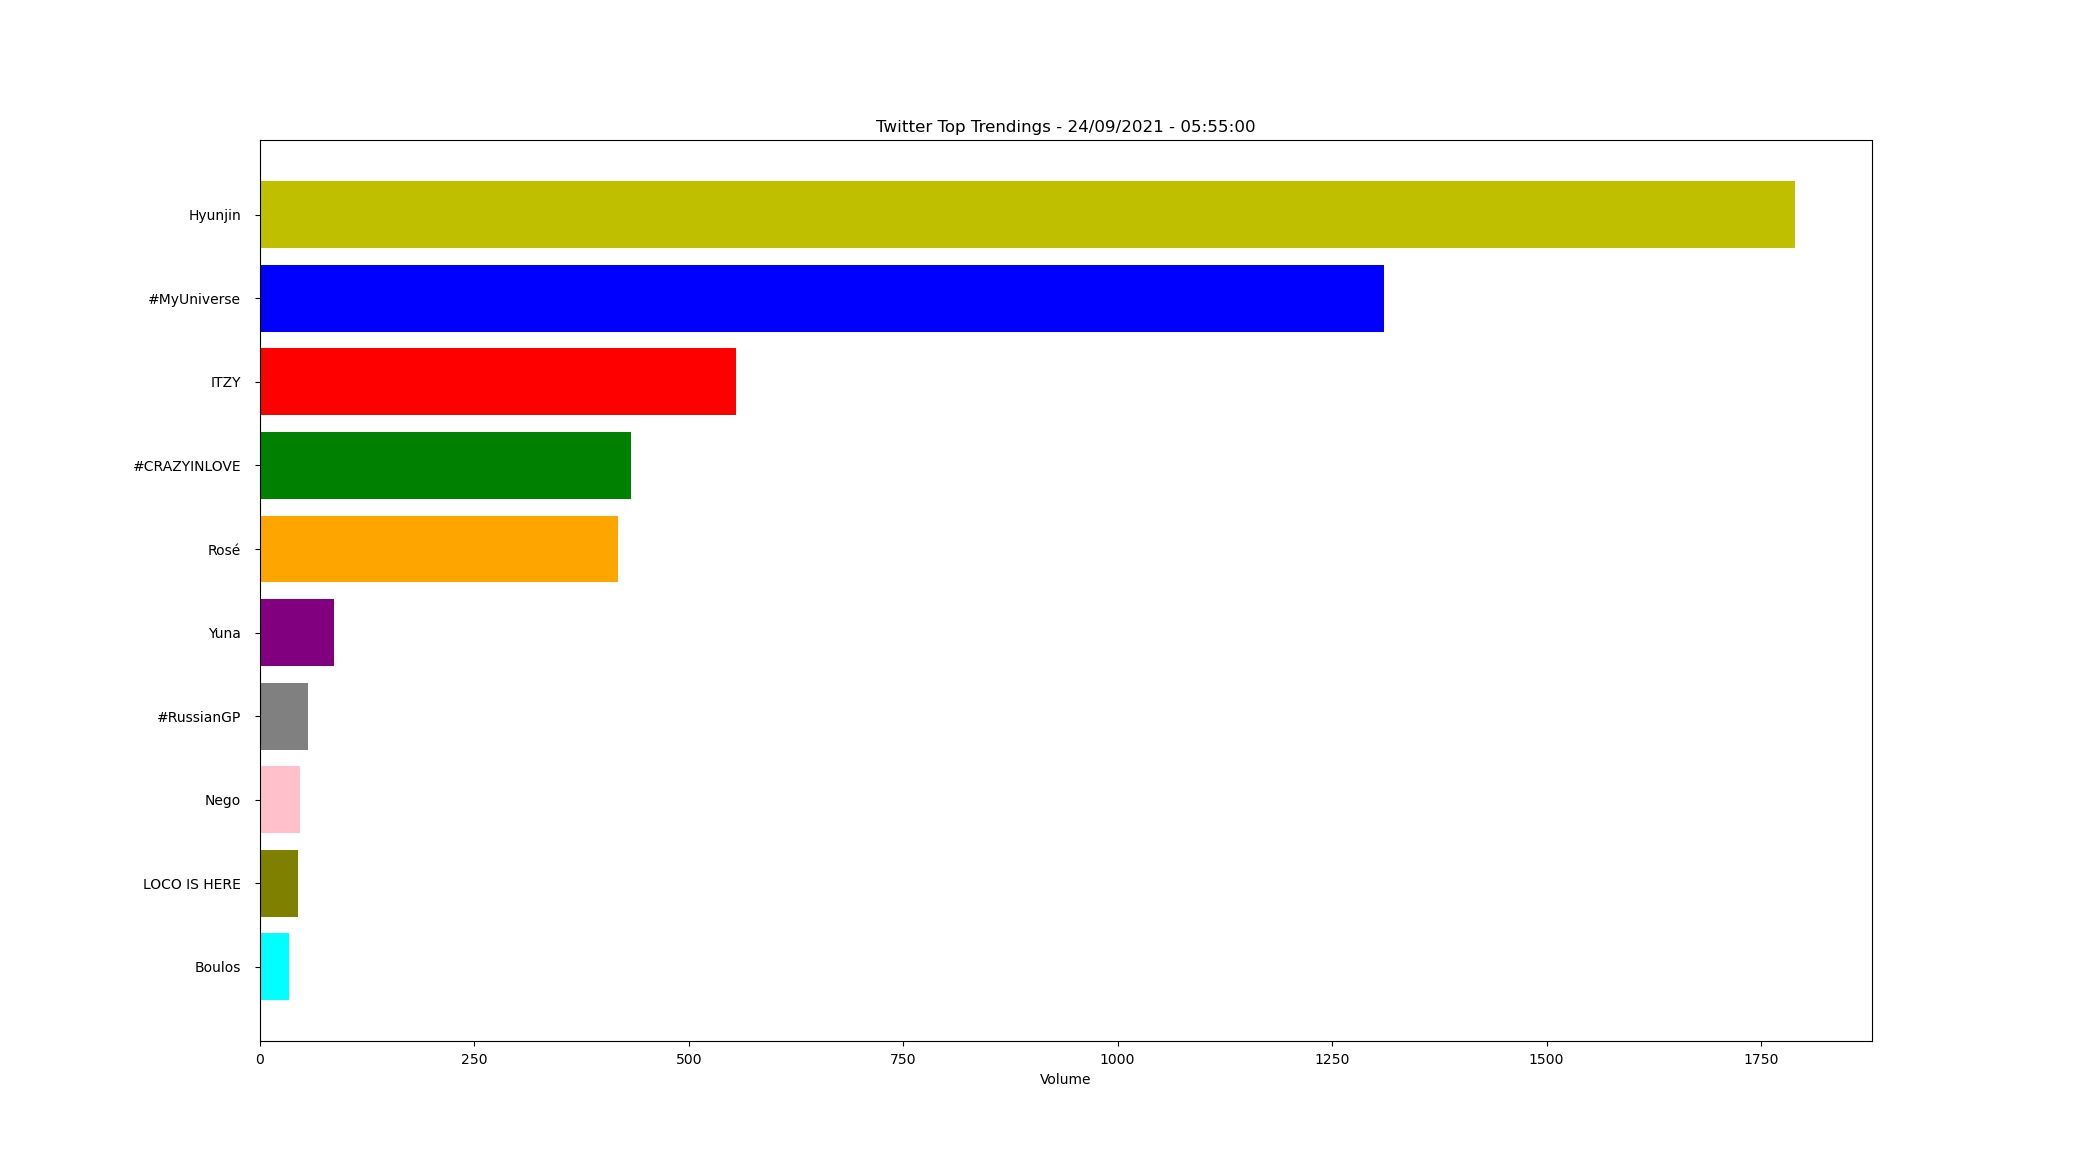 Twitter Top Trendings - 24/09/2021 - 05:55:00
Hyunjin
#MyUniverse
ITZY
#CRAZYINLOVE
Rosé
Yuna
#RussianGP
Nego
LOCO IS HERE
Boulos
0 250 500 750 1000 1250 1500 1750
Volume